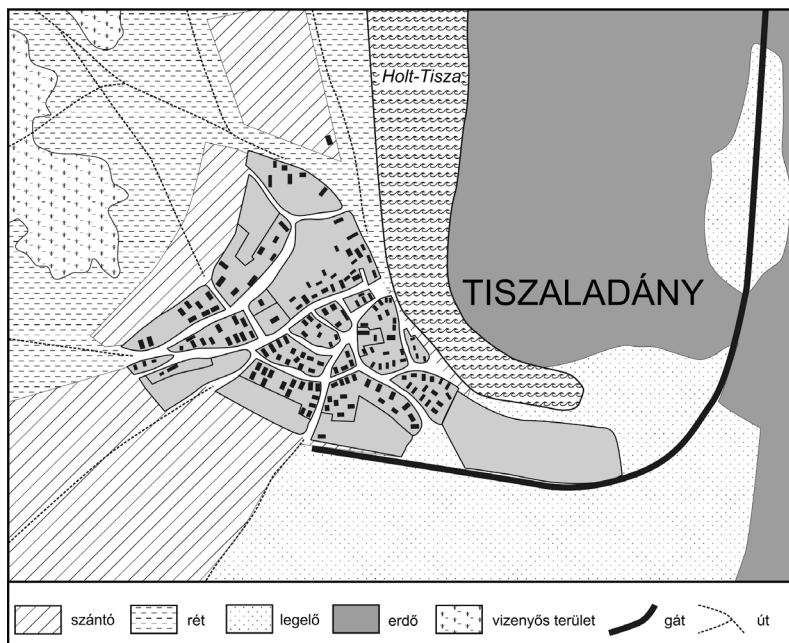 Holt-Tisza
TISZALADÁNY
szántó rét legelő erdő vizenyős terület gát út